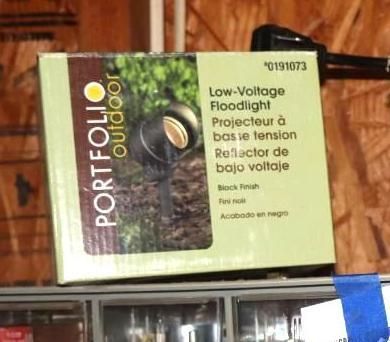 *0191073
PORTFOLIO
outdoor
Low-Voltage
Floodlight
Projecteur à
basse tension
Reflector de
bajo voltaje
Black Finish
Fini noir
Acabado en negro